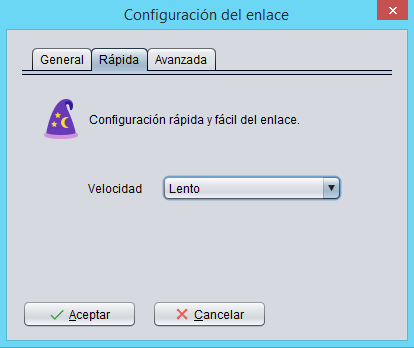 Configuración del enlace
General Rápida Avanzada
Configuración rápida y fácil del enlace.
Velocidad Lento
Aceptar Cancelar